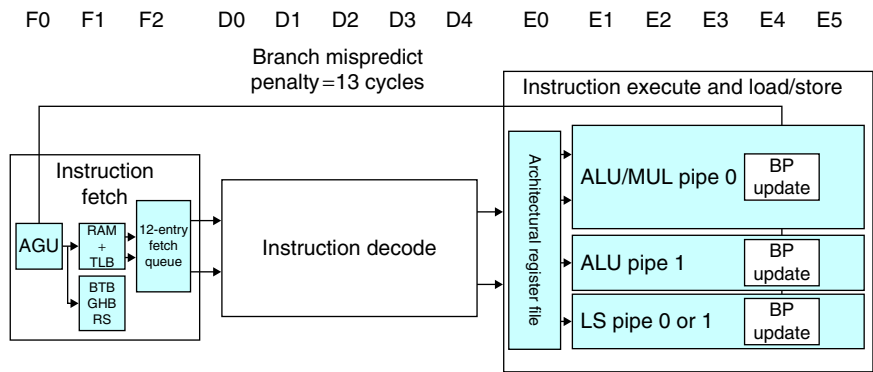 F0 F1 F2 D0 D1 D2 D3 D4 E0 E1 E2 E3 E4 E5
Branch mispredict
penalty=13 cycles
Instruction execute and load/store
Instruction
fetch
AGU
RAM
+
TLB
BTB
GHB
RS
12-entry
fetch
queue
Instruction decode
Architectural register file
ALU/MUL pipe 0
BP
update
ALU pipe 1
BP
update
LS pipe 0 or 1
BP
update